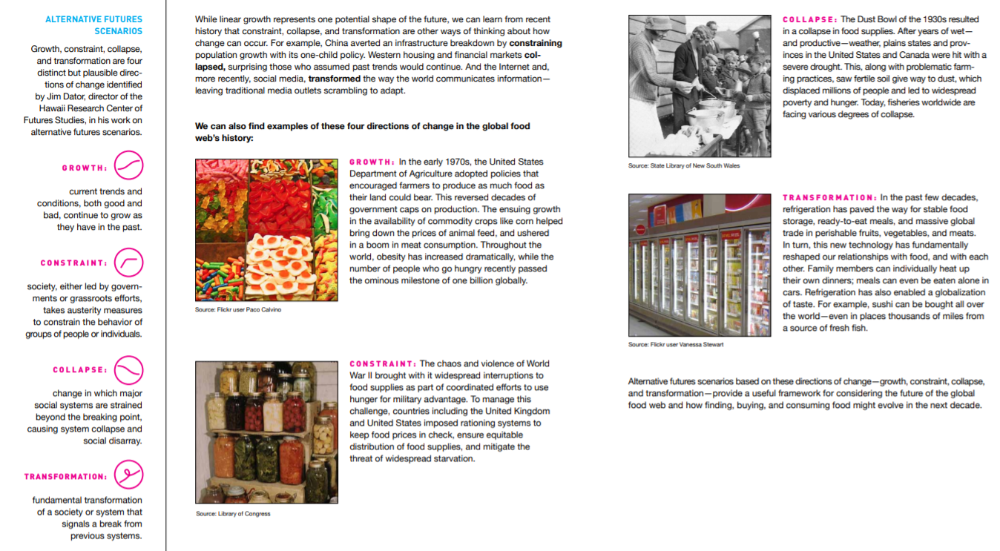 ALTERNATIVE FUTURES
SCENARIOS
Growth, constraint, collapse,
and transformation are four
distinct but plausible direc-
tions of change identified
by Jim Dator, director of the
Hawaii Research Center of
Futures Studies, in his work on
alternative futures scenarios.
GROWTH:
current trends and
conditions, both good and
bad, continue to grow as
they have in the past.
CONSTRAINT:
society, either led by govern-
ments or grassroots efforts,
takes austerity measures
to constrain the behavior of
groups of people or individuals.
COLLAPSE:
change in which major
social systems are strained
beyond the breaking point,
causing system collapse and
social disarray.
TRANSFORMATION:
fundamental transformation
of a society or system that
signals a break from
previous systems.
While linear growth represents one potential shape of the future, we can learn from recent
history that constraint, collapse, and transformation are other ways of thinking about how
change can occur. For example, China averted an infrastructure breakdown by constraining
population growth with its one-child policy. Western housing and financial markets col-
lapsed, surprising those who assumed past trends would continue. And the Internet and,
more recently, social media, transformed the way the world communicates information—
leaving traditional media outlets scrambling to adapt.
We can also find examples of these four directions of change in the global food
web's history:
GROWTH: In the early 1970s, the United States
Department of Agriculture adopted policies that
encouraged farmers to produce as much food as
their land could bear. This reversed decades of
government caps on production. The ensuing growth
in the availability of commodity crops like corn helped
bring down the prices of animal feed, and ushered
in a boom in meat consumption. Throughout the
world, obesity has increased dramatically, while the
number of people who go hungry recently passed
the ominous milestone of one billion globally.
Source: Flickr user Paco Calvino
CONSTRAINT: The chaos and violence of World
War II brought with it widespread interruptions to
food supplies as part of coordinated efforts to use
hunger for military advantage. To manage this
challenge, countries including the United Kingdom
and United States imposed rationing systems to
keep food prices in check, ensure equitable
distribution of food supplies, and mitigate the
threat of widespread starvation.
Source: Library of Congress
COLLAPSE: The Dust Bowl of the 1930s resulted
in a collapse in food supplies. After years of wet—
and productive—weather, plains states and prov-
inces in the United States and Canada were hit with a
severe drought. This, along with problematic farm-
ing practices, saw fertile soil give way to dust, which
displaced millions of people and led to widespread
poverty and hunger. Today, fisheries worldwide are
facing various degrees of collapse.
Source: State Library of New South Wales
TRANSFORMATION: In the past few decades,
refrigeration has paved the way for stable food
storage, ready-to-eat meals, and massive global
trade in perishable fruits, vegetables, and meats.
In turn, this new technology has fundamentally
reshaped our relationships with food, and with each
other. Family members can individually heat up
their own dinners; meals can even be eaten alone in
cars. Refrigeration has also enabled a globalization
of taste. For example, sushi can be bought all over
the world—even in places thousands of miles from
a source of fresh fish.
Source: Flickr user Vanessa Stewart
Alternative futures scenarios based on these directions of change—growth, constraint, collapse,
and transformation—provide a useful framework for considering the future of the global
food web and how finding, buying, and consuming food might evolve in the next decade.